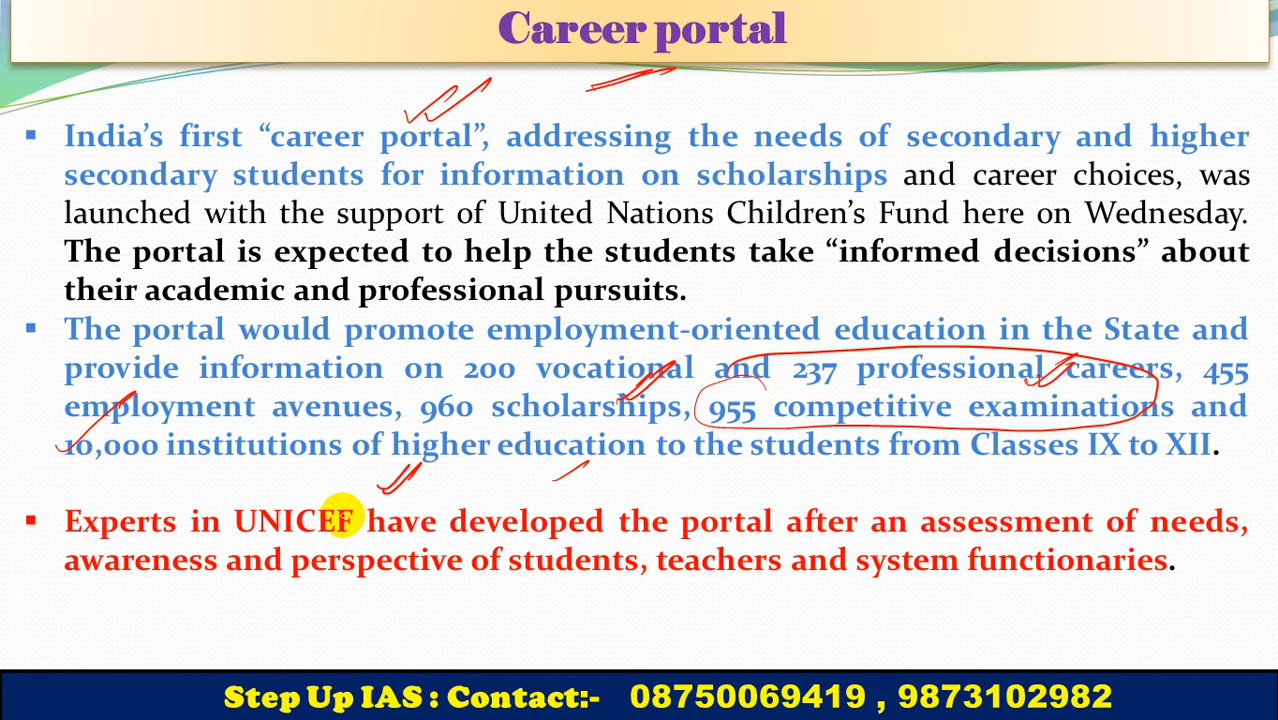 Career portal
▪ India's first “career portal”, addressing the needs of secondary and higher
secondary students for information on scholarships and career choices, was
launched with the support of United Nations Children's Fund here on Wednesday.
The portal is expected to help the students take “informed decisions” about
their academic and professional pursuits.
▪ The portal would promote employment-oriented education in the State and
provide information on 200 vocational and 237 professional careers, 455
employment avenues, 960 scholarships, 955 competitive examinations and
10,000 institutions of higher education to the students from Classes IX to XII.
▪ Experts in UNICEF have developed the portal after an assessment of needs,
awareness and perspective of students, teachers and system functionaries.
Step Up IAS : Contact:- 08750069419 , 9873102982